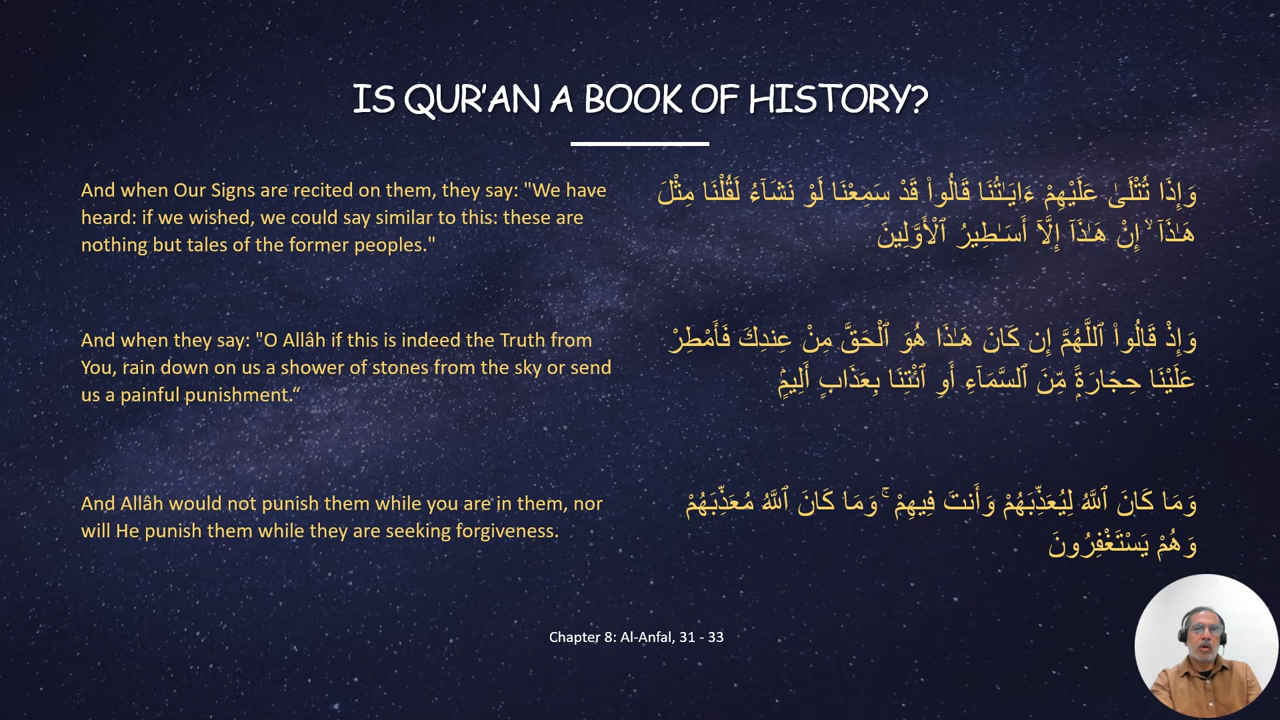 IS QUR'AN A BOOK OF HISTORY?
And when Our Signs are recited on them, they say: "We have
heard: if we wished, we could say similar to this: these are
nothing but tales of the former peoples."
وَإِذَا تُتْلَىٰ عَلَيْهِمْ ءَايَـٰتُنَا قَالُوا۟ قَدْ سَمِعْنَا لَوْ نَشَآءُ لَقُلْنَا مِثْلَ
هَـٰذَآ ۙ إِنْ هَـٰذَآ إِلَّآ أَسَـٰطِيرُ ٱلْأَوَّلِينَ
And when they say: "O Allâh if this is indeed the Truth from
You, rain down on us a shower of stones from the sky or send
us a painful punishment.“
وَإِذْ قَالُوا۟ ٱللَّهُمَّ إِن كَانَ هَـٰذَا هُوَ ٱلْحَقَّ مِنْ عِندِكَ فَأَمْطِرْ
عَلَيْنَا حِجَارَةًۭ مِّنَ ٱلسَّمَآءِ أَوِ ٱئْتِنَا بِعَذَابٍ أَلِيمٍۢ
And Allâh would not punish them while you are in them, nor
will He punish them while they are seeking forgiveness.
وَمَا كَانَ ٱللَّهُ لِيُعَذِّبَهُمْ وَأَنتَ فِيهِمْ ۚ وَمَا كَانَ ٱللَّهُ مُعَذِّبَهُمْ
وَهُمْ يَسْتَغْفِرُونَ
Chapter 8: Al-Anfal, 31 - 33